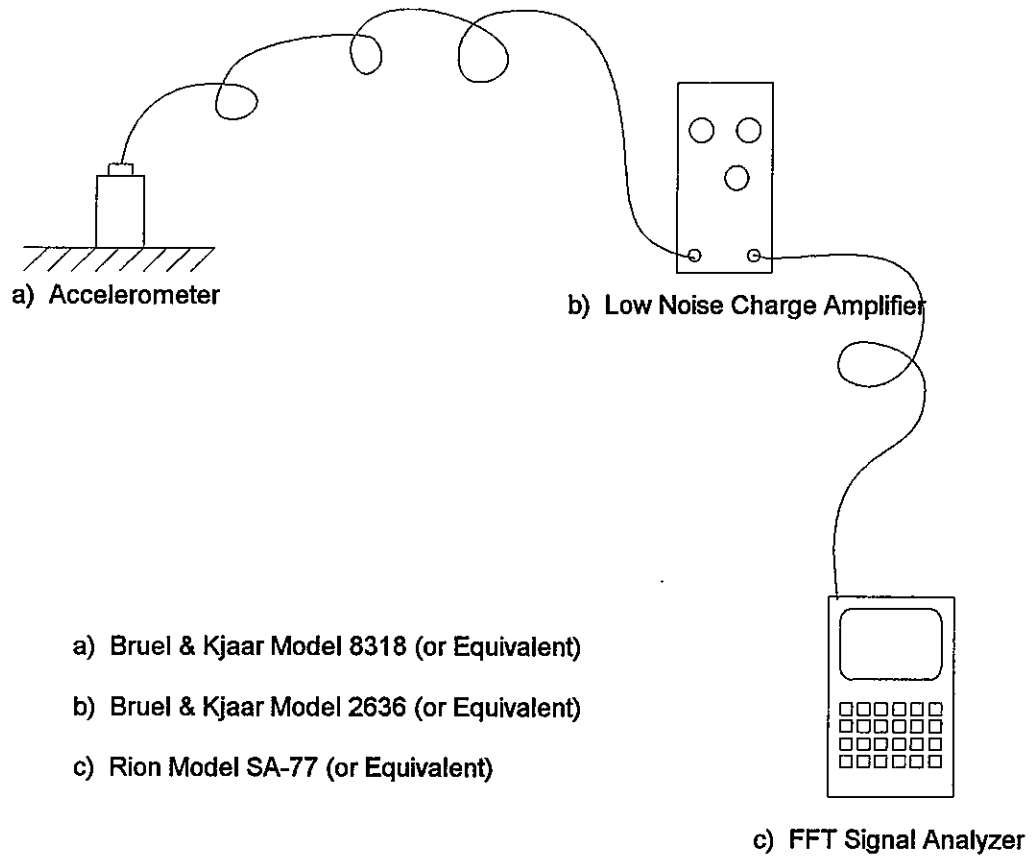 a) Accelerometer
b) Low Noise Charge Amplifier
a) Bruel & Kjaar Model 8318 (or Equivalent)
b) Bruel & Kjaar Model 2636 (or Equivalent)
c) Rion Model SA-77 (or Equivalent)
c) FFT Signal Analyzer